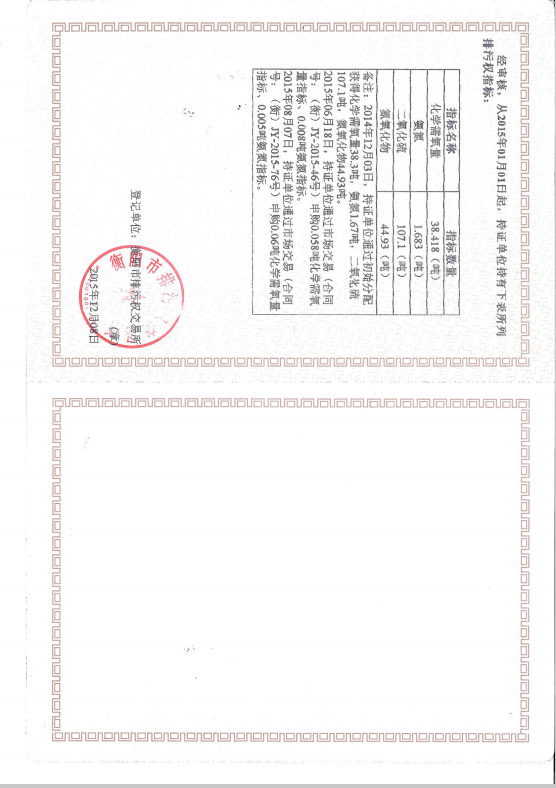 经审核，从2015年01月01日起，持证单位持有下表所列
排污权指标：
指标名称 指标数量
化学需氧量 38.418（吨）
氨氮 1.683（吨）
二氧化硫 107.1（吨）
氮氧化物 44.93（吨）
备注：2014年12月03日，持证单位通过初始分配
获得化学需氧量38.3吨，氨氮1.67吨，二氧化硫
107.1吨，氮氧化物44.93吨。
2015年06月18日，持证单位通过市场交易（合同
号：（衡）JY-2015-46号）申购0.058吨化学需氧
量指标、0.008吨氨氮指标。
2015年08月07日，持证单位通过市场交易（合同
号：（衡）JY-2015-76号）申购0.06吨化学需氧量
指标、0.005吨氨氮指标。
登记单位：衡阳市排污权交易所
（章）
2015年12月08日